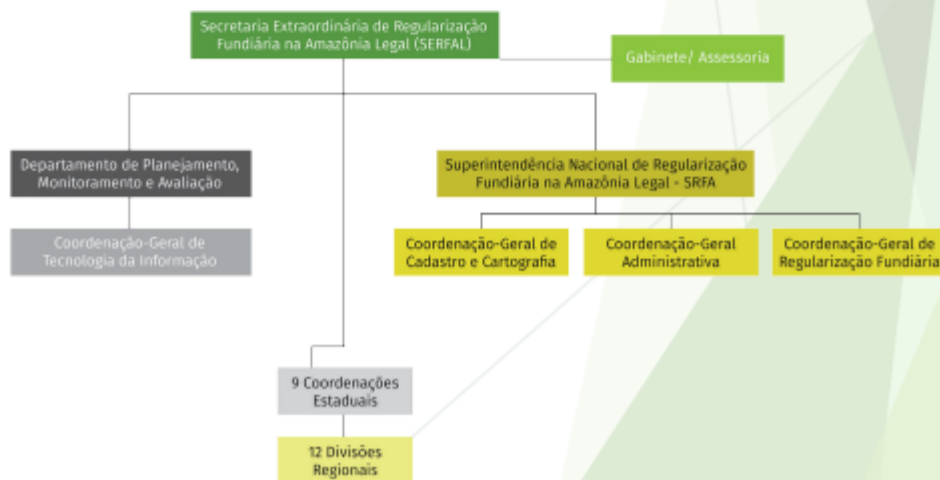 Secretaria Extraordinária de Regularização
Fundiária na Amazônia Legal (SERFAL)
Gabinete/ Assessoria
Departamento de Planejamento,
Monitoramento e Avaliação
Superintendência Nacional de Regularização
Fundiária na Amazônia Legal - SRFA
Coordenação-Geral de
Tecnologia da Informação
Coordenação-Geral de
Cadastro e Cartografia
Coordenação-Geral
Administrativa
Coordenação-Geral de
Regularização Fundiária
9 Coordenações
Estaduais
12 Divisões
Regionais